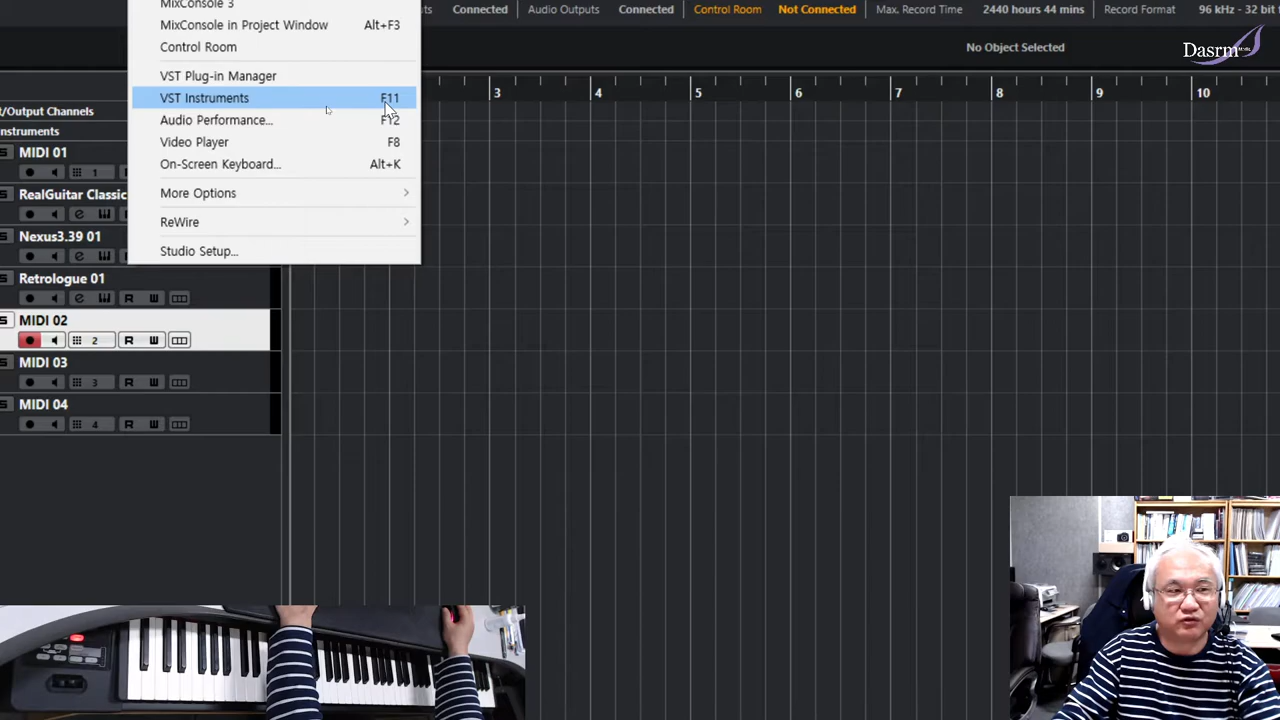 MixConsole 3
Connected
Audio Outputs
Connected
Control Room
Not Connected
Max. Record Time
2440 hours 44 mins
Record Format
MixConsole in Project Window Alt+F3
Control Room
No Object Selected
Dasrm
VST Plug-in Manager
VST Instruments F11
Audio Performance... F12
Video Player F8
On-Screen Keyboard... Alt+K
More Options
ReWire
Studio Setup...
3 4 5 6 7 8 9 10
t/Output Channels
nstruments
S MIDI 01
1
S RealGuitar Classic
e
S Nexus3.39 01
e
S Retrologue 01
e R W
S MIDI 02
2 R W
S MIDI 03
3 R W
S MIDI 04
4 R W